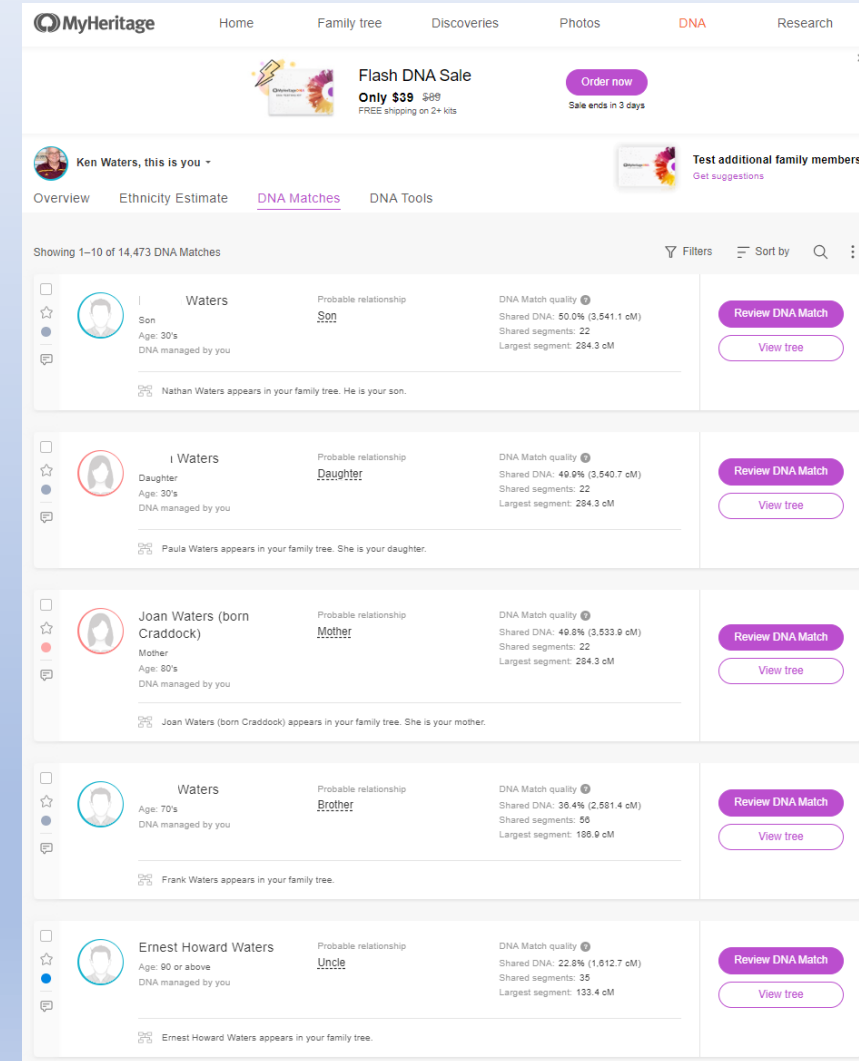 MyHeritage
Home Family tree Discoveries Photos DNA Research
Flash DNA Sale
Only $39 $89
FREE shipping on 2+ kits
Order now
Sale ends in 3 days
Ken Waters, this is you
Test additional family members
Get suggestions
Overview Ethnicity Estimate DNA Matches DNA Tools
Showing 1–10 of 14,473 DNA Matches
Filters Sort by
Waters
Son
Age: 30's
DNA managed by you
Probable relationship
Son
DNA Match quality ?
Shared DNA: 50.0% (3,541.1 cM)
Shared segments: 22
Largest segment: 284.3 cM
Review DNA Match
View tree
Nathan Waters appears in your family tree. He is your son.
Waters
Daughter
Age: 30's
DNA managed by you
Probable relationship
Daughter
DNA Match quality ?
Shared DNA: 49.9% (3,540.7 cM)
Shared segments: 22
Largest segment: 284.3 cM
Review DNA Match
View tree
Paula Waters appears in your family tree. She is your daughter.
Joan Waters (born
Craddock)
Mother
Age: 80's
DNA managed by you
Probable relationship
Mother
DNA Match quality ?
Shared DNA: 49.8% (3,533.9 cM)
Shared segments: 22
Largest segment: 284.3 cM
Review DNA Match
View tree
Joan Waters (born Craddock) appears in your family tree. She is your mother.
Waters
Age: 70's
DNA managed by you
Probable relationship
Brother
DNA Match quality ?
Shared DNA: 36.4% (2,581.4 cM)
Shared segments: 56
Largest segment: 186.9 cM
Review DNA Match
View tree
Frank Waters appears in your family tree.
Ernest Howard Waters
Age: 90 or above
DNA managed by you
Probable relationship
Uncle
DNA Match quality ?
Shared DNA: 22.8% (1,612.7 cM)
Shared segments: 35
Largest segment: 133.4 cM
Review DNA Match
View tree
Ernest Howard Waters appears in your family tree.